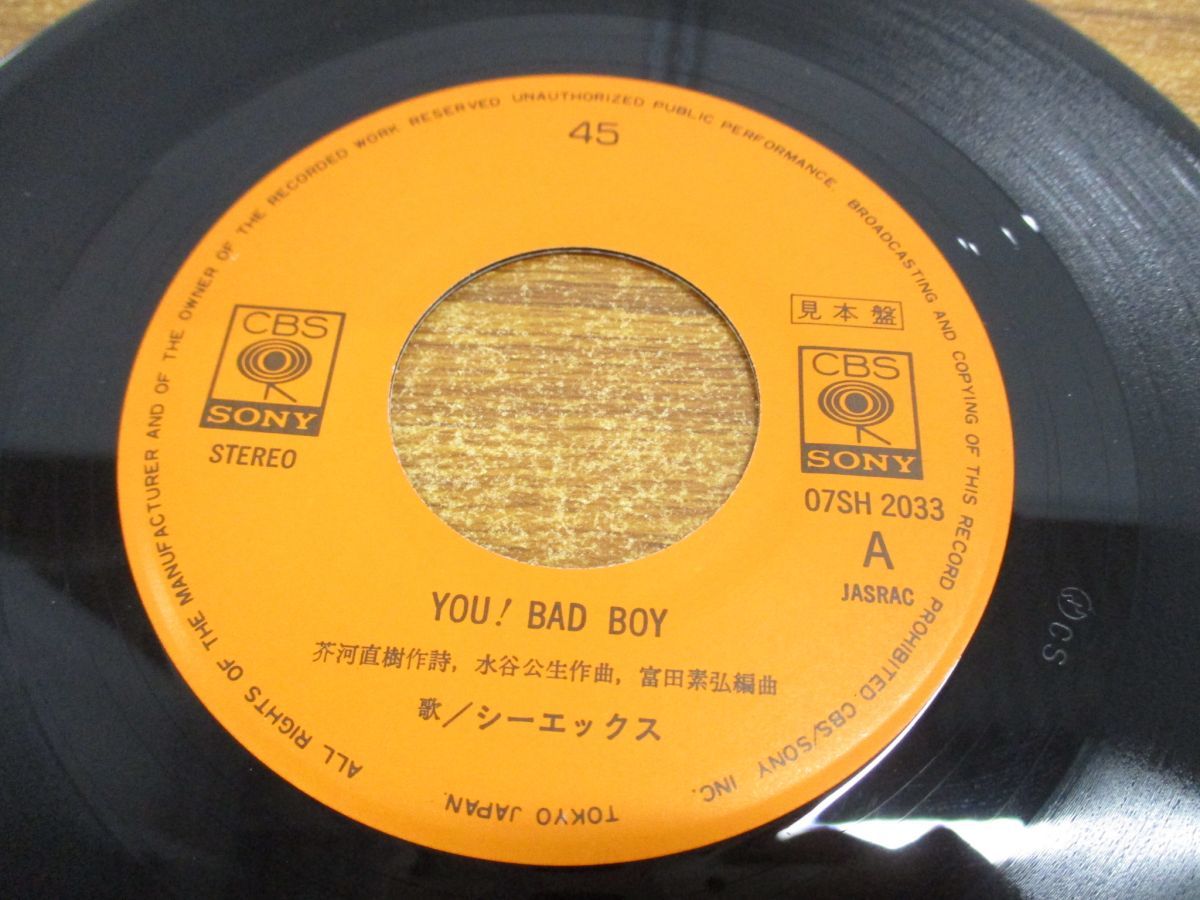 45
見本盤
CBS
SONY
STEREO
CBS
SONY
07SH 2033
A
JASRAC
YOU! BAD BOY
芥河直樹作詩, 水谷公生作曲, 富田素弘編曲
歌/シーエックス
ALL RIGHTS OF THE MANUFACTURER AND OF THE OWNER OF THE RECORDED WORK RESERVED UNAUTHORIZED PUBLIC PERFORMANCE. BROADCASTING AND COPYING OF THIS RECORD PROHIBITED. CBS/SONY INC. TOKYO JAPAN.
Ⓟ CS